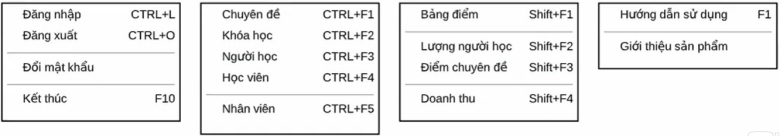 Đăng nhập CTRL+L
Đăng xuất CTRL+O
Đổi mật khẩu
Kết thúc F10
Chuyên đề CTRL+F1
Khóa học CTRL+F2
Người học CTRL+F3
Học viên CTRL+F4
Nhân viên CTRL+F5
Bảng điểm Shift+F1
Lượng người học Shift+F2
Điểm chuyên đề Shift+F3
Doanh thu Shift+F4
Hướng dẫn sử dụng F1
Giới thiệu sản phẩm